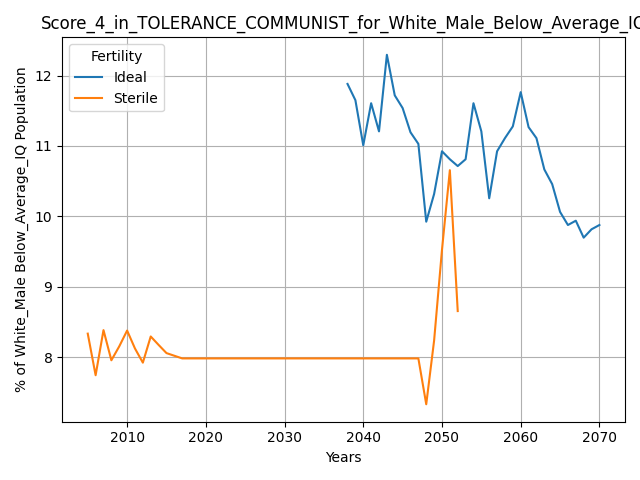 Score_4_in_TOLERANCE_COMMUNIST_for_White_Male_Below_Average_IQ
Fertility
Ideal
Sterile
% of White_Male Below_Average_IQ Population
12
11
10
9
8
2010 2020 2030 2040 2050 2060 2070
Years